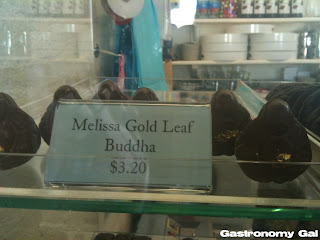 Melissa Gold Leaf
Buddha
$3.20
Gastronomy Gal